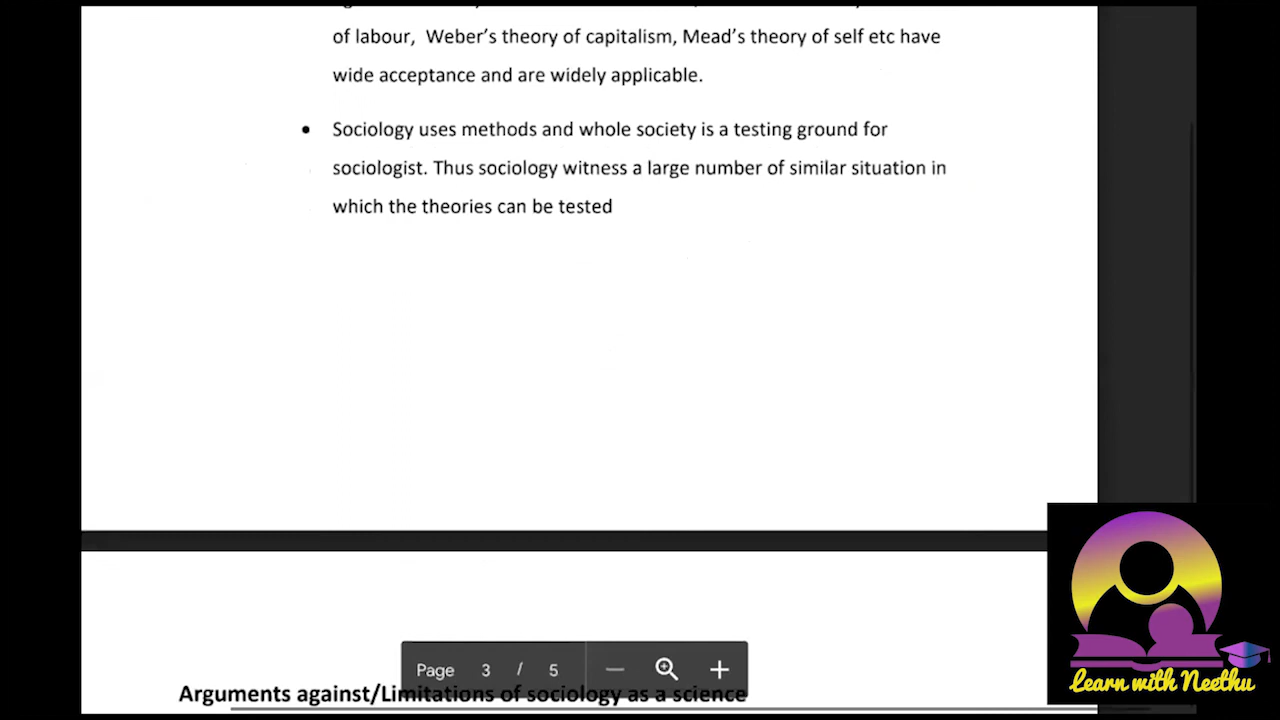 of labour, Weber's theory of capitalism, Mead's theory of self etc have
wide acceptance and are widely applicable.
• Sociology uses methods and whole society is a testing ground for
sociologist. Thus sociology witness a large number of similar situation in
which the theories can be tested
Page 3 / 5
Arguments against/Limitations of sociology as a science
Learn with Neethu